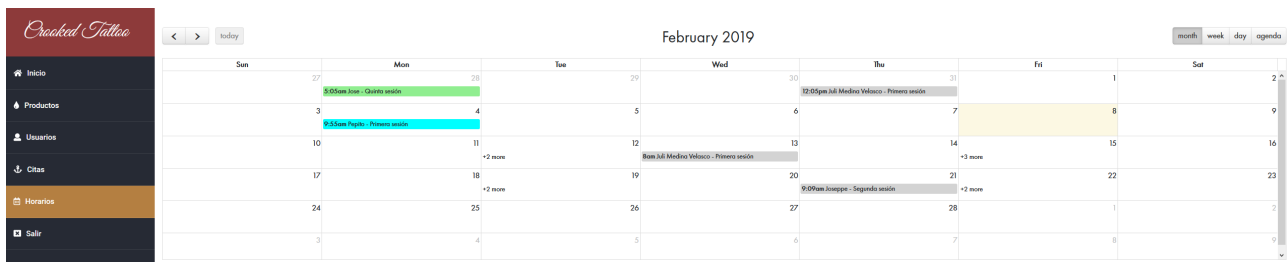 Crooked Tattoo
Inicio
Productos
Usuarios
Citas
Horarios
Salir
today
February 2019
month week day agenda
Sun Mon Tue Wed Thu Fri Sat
27 28 29 30 31 1 2
5:05am Jose - Quinta sesión
12:05pm Juli Medina Velasco - Primera sesión
3 4 5 6 7 8 9
9:55am Pepito - Primera sesión
10 11 12 13 14 15 16
+2 more
8am Juli Medina Velasco - Primera sesión
+3 more
17 18 19 20 21 22 23
+2 more
9:09am Joseppe - Segunda sesión
+2 more
24 25 26 27 28 1 2
3 4 5 6 7 8 9